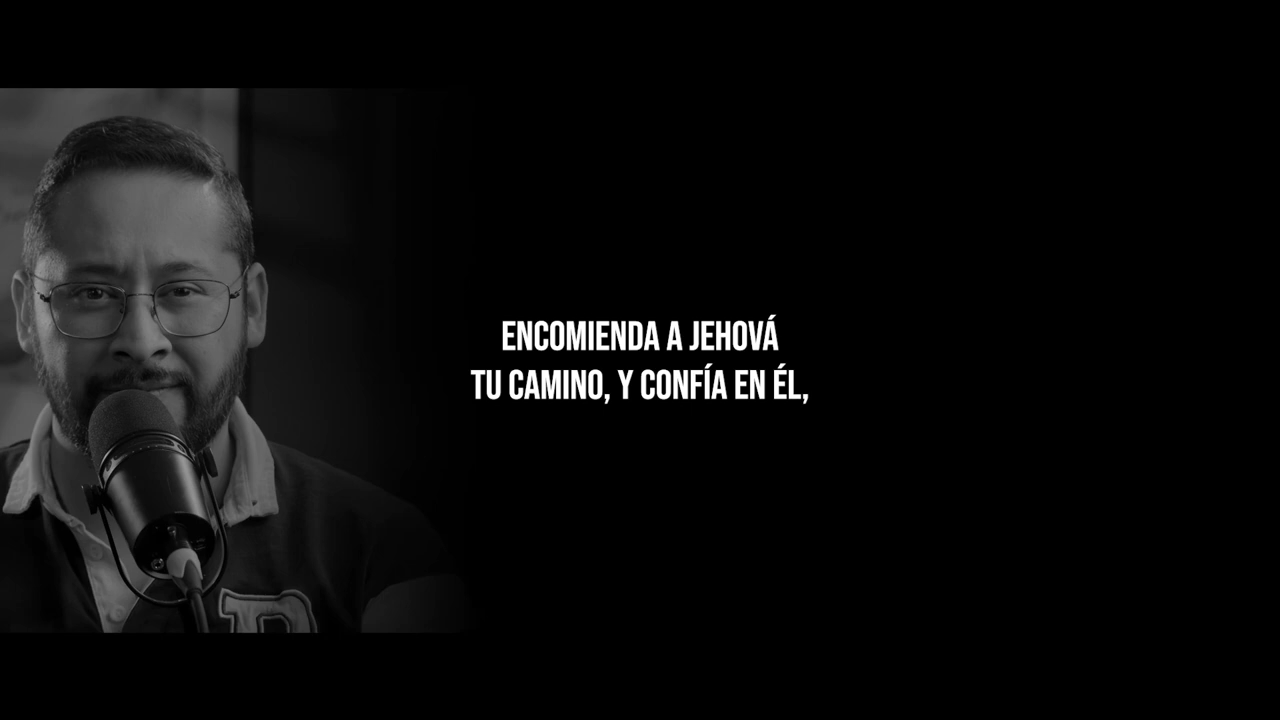 ENCOMIENDA A JEHOVÁ
TU CAMINO, Y CONFÍA EN ÉL,